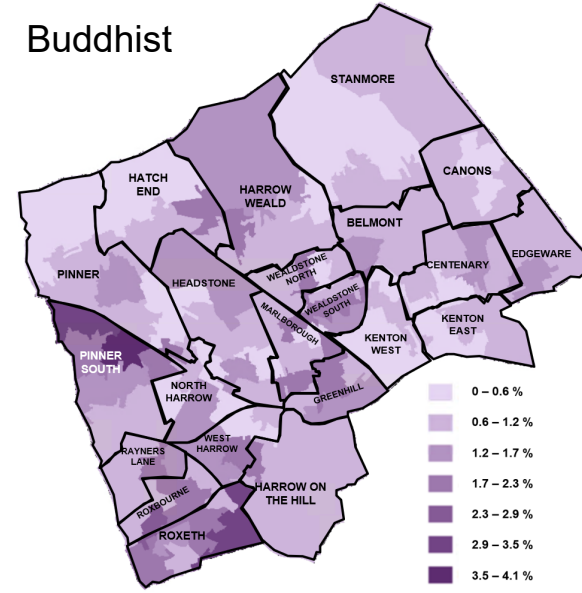 Buddhist
STANMORE
HATCH
END
CANONS
HARROW
WEALD
BELMONT
EDGEWARE
PINNER
HEADSTONE
WEALDSTONE
NORTH
CENTENARY
WEALDSTONE
SOUTH
MARLBOROUGH
KENTON
EAST
KENTON
WEST
PINNER
SOUTH
NORTH
HARROW
GREENHILL
0 – 0.6 %
0.6 – 1.2 %
1.2 – 1.7 %
1.7 – 2.3 %
2.3 – 2.9 %
2.9 – 3.5 %
3.5 – 4.1 %
WEST
HARROW
RAYNERS
LANE
HARROW ON
THE HILL
ROXBOURNE
ROXETH